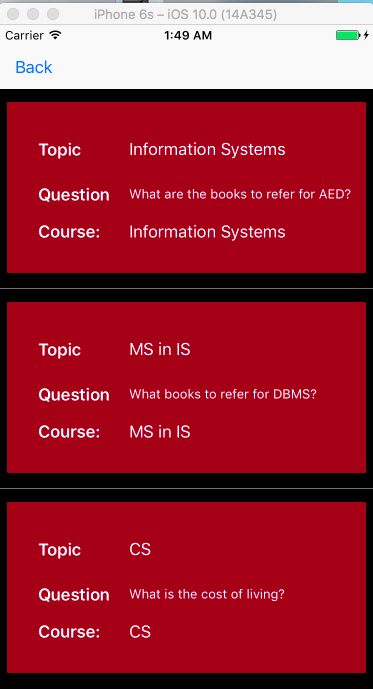 iPhone 6s – iOS 10.0 (14A345)
Carrier 1:49 AM
Back
Topic Information Systems
Question What are the books to refer for AED?
Course: Information Systems
Topic MS in IS
Question What books to refer for DBMS?
Course: MS in IS
Topic CS
Question What is the cost of living?
Course: CS